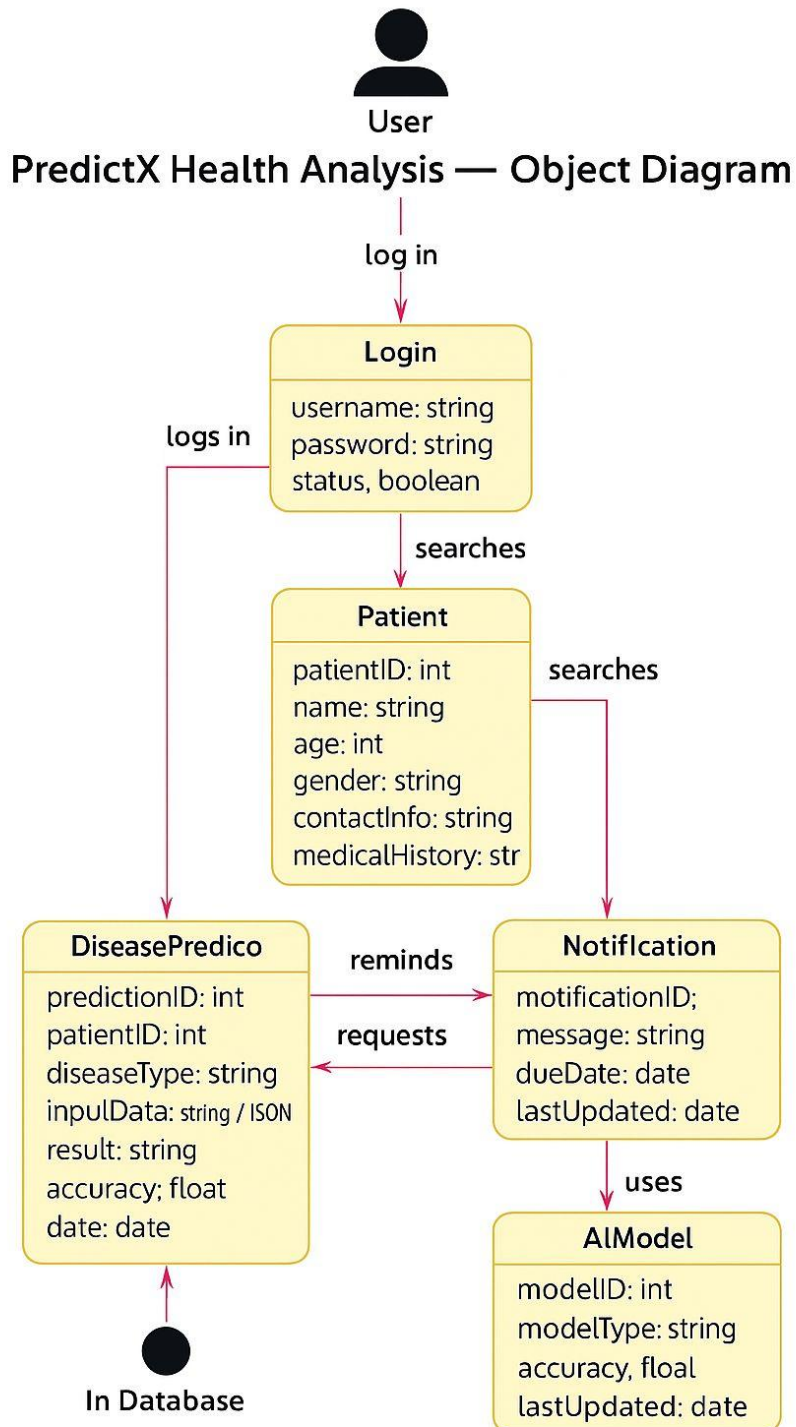 User
PredictX Health Analysis — Object Diagram
log in
Login
username: string
password: string
status, boolean
logs in
searches
Patient
patientID: int
name: string
age: int
gender: string
contactInfo: string
medicalHistory: str
searches
DiseasePredico
predictionID: int
patientID: int
diseaseType: string
inpulData: string / ISON
result: string
accuracy; float
date: date
reminds
requests
NotifIcation
motificationID;
message: string
dueDate: date
lastUpdated: date
uses
AlModel
modelID: int
modelType: string
accuracy, floal
lastUpdated: date
In Database